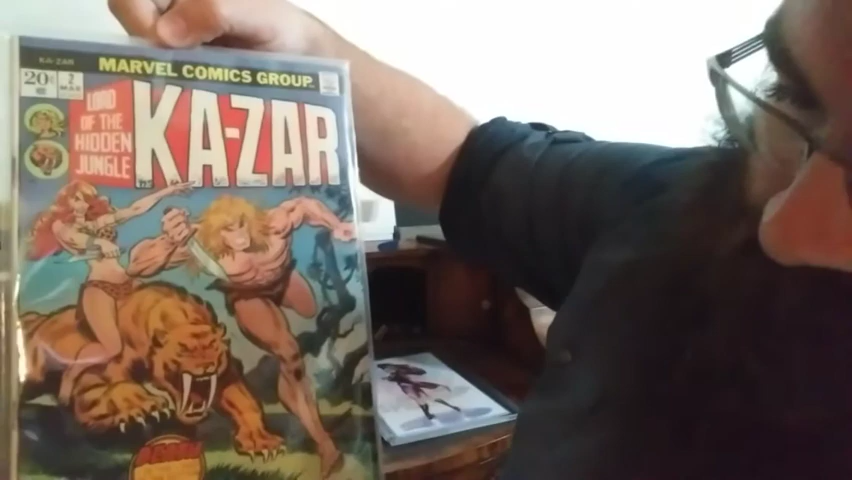 KA-ZAR
MARVEL COMICS GROUP
20¢
2
MAR
LORD
OF THE
HIDDEN
JUNGLE
KA-ZAR